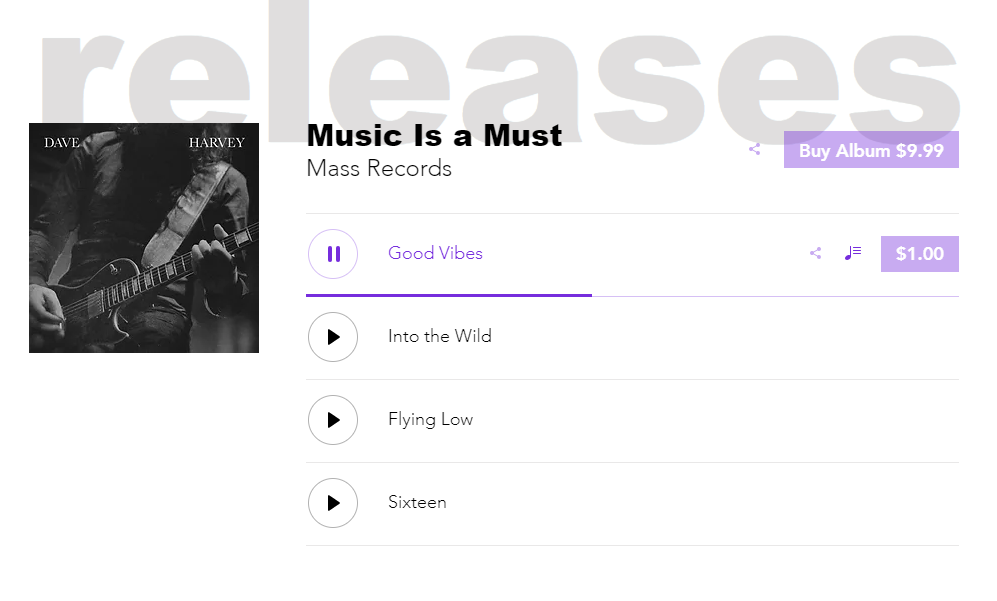 releases
DAVE HARVEY
Music Is a Must
Mass Records
Buy Album $9.99
Good Vibes
$1.00
Into the Wild
Flying Low
Sixteen